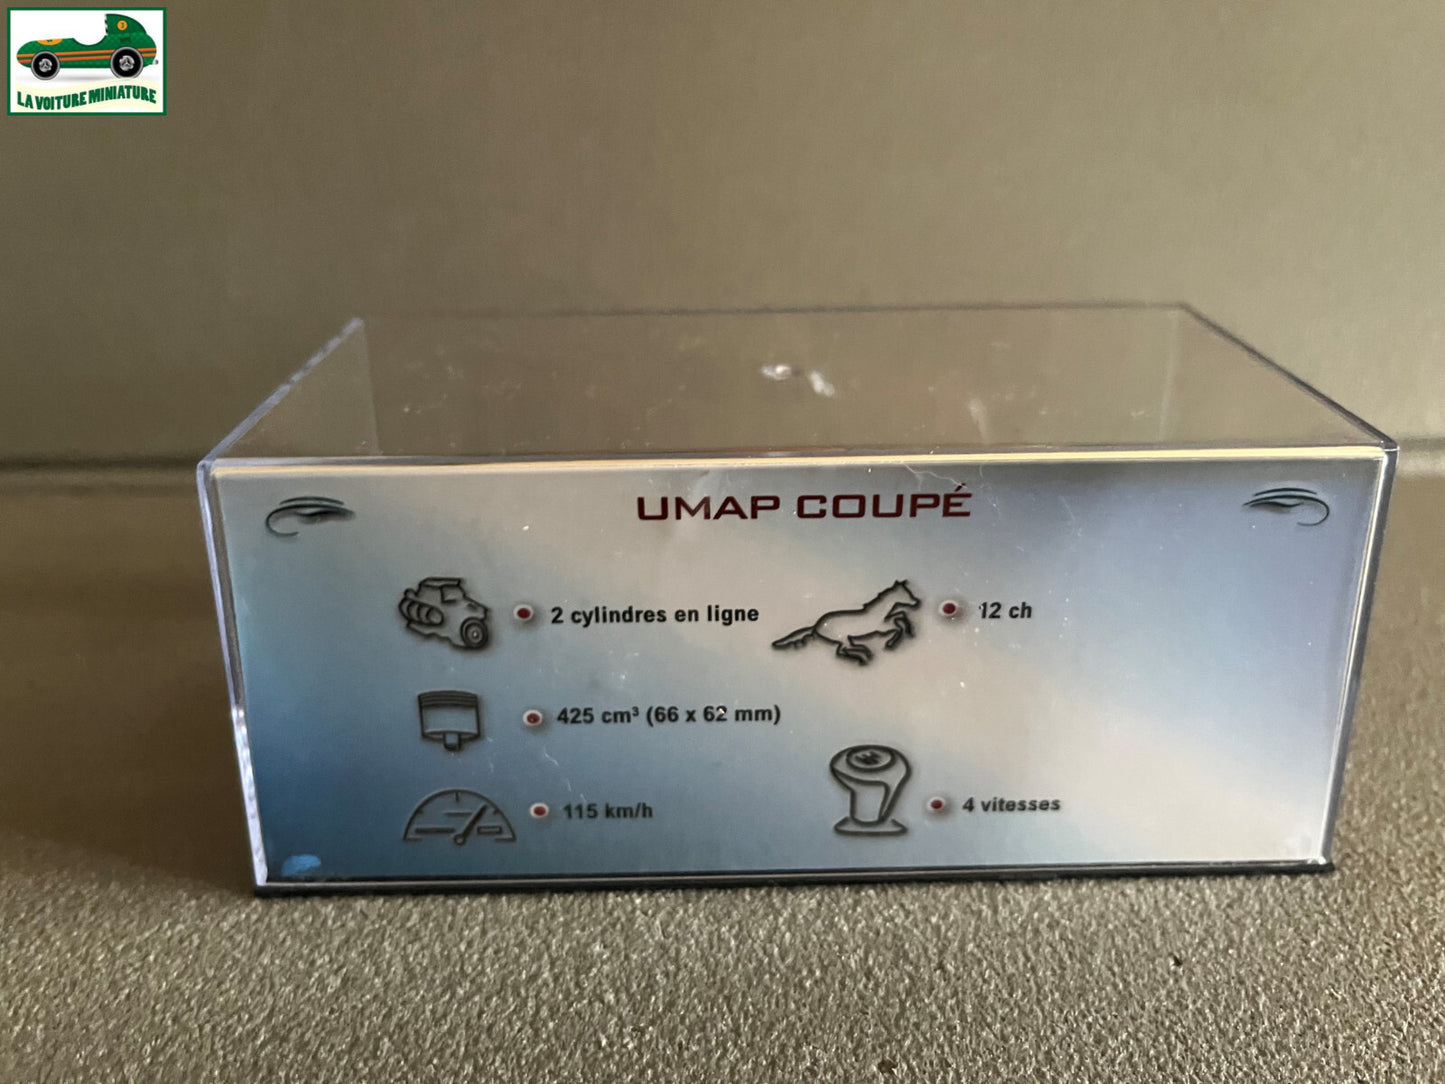 LA VOITURE MINIATURE
UMAP COUPÉ
2 cylindres en ligne
12 ch
425 cm³ (66 x 62 mm)
115 km/h
4 vitesses